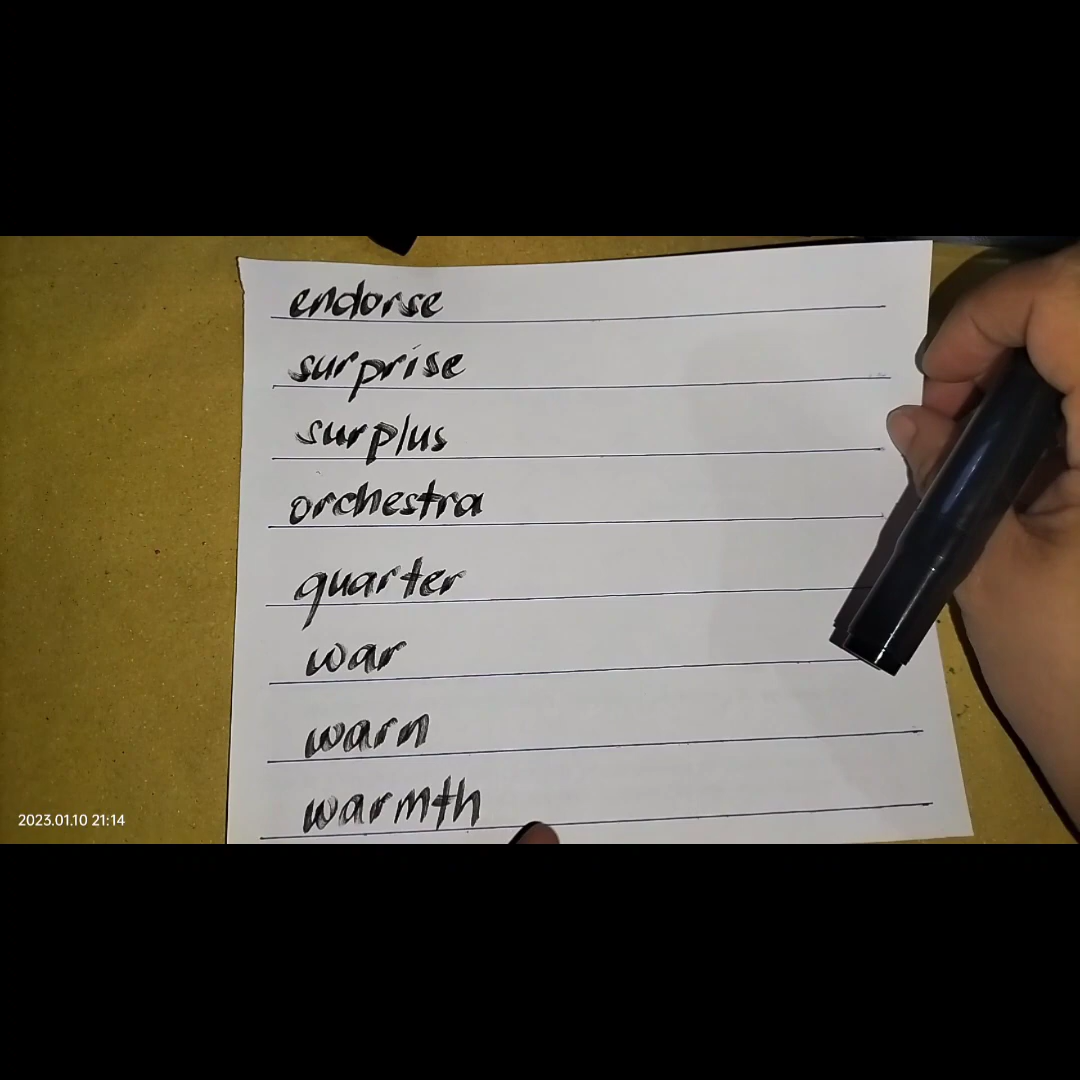 endorse
surprise
surplus
orchestra
quarter
war
warn
warmth
2023.01.10 21:14